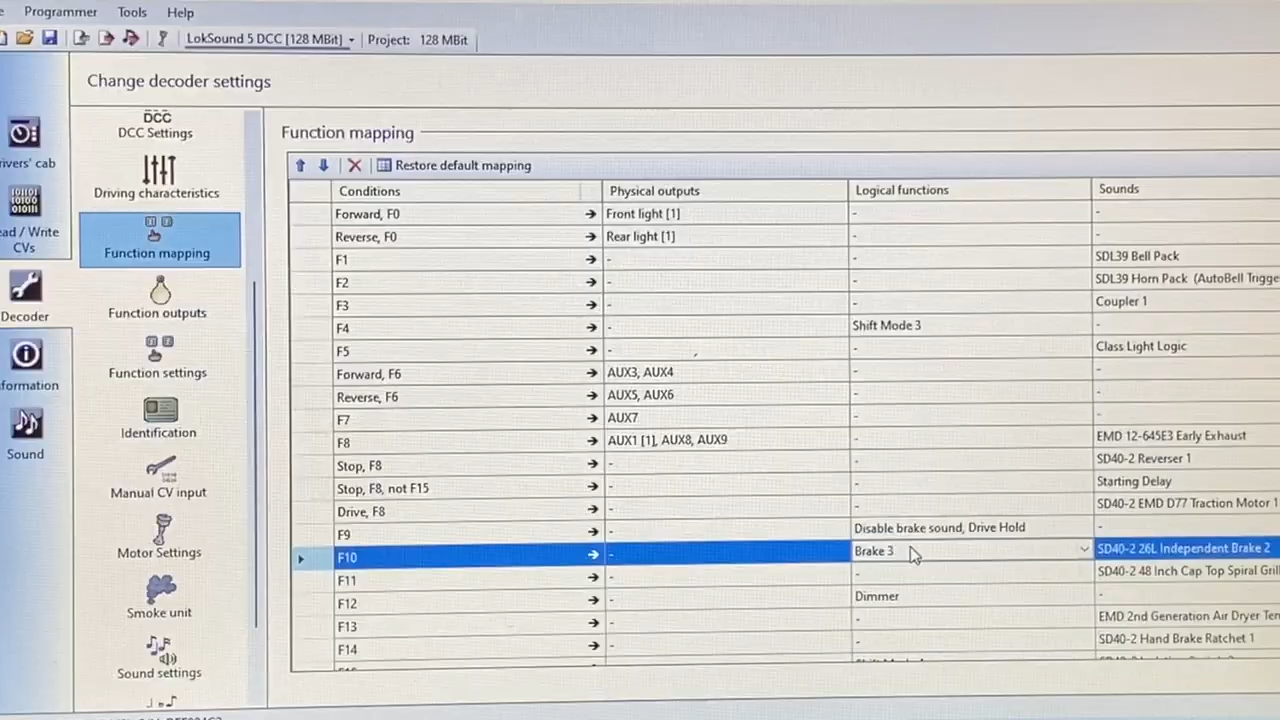 Programmer Tools Help
LokSound 5 DCC [128 MBit] Project: 128 MBit
Change decoder settings
DCC
DCC Settings
Driving characteristics
Function mapping
Function outputs
Function settings
Identification
Manual CV input
Motor Settings
Smoke unit
Sound settings
rivers' cab
ead / Write
CVs
Decoder
nformation
Sound
Function mapping
Restore default mapping
Conditions Physical outputs Logical functions Sounds
Forward, F0 Front light [1] - -
Reverse, F0 Rear light [1] - -
F1 - - SDL39 Bell Pack
F2 - - SDL39 Horn Pack (AutoBell Trigge
F3 - - Coupler 1
F4 - Shift Mode 3 -
F5 - - Class Light Logic
Forward, F6 AUX3, AUX4 - -
Reverse, F6 AUX5, AUX6 - -
F7 AUX7 - -
F8 AUX1 [1], AUX8, AUX9 - EMD 12-645E3 Early Exhaust
Stop, F8 - - SD40-2 Reverser 1
Stop, F8, not F15 - - Starting Delay
Drive, F8 - - SD40-2 EMD D77 Traction Motor 1
F9 - Disable brake sound, Drive Hold -
F10 - Brake 3 SD40-2 26L Independent Brake 2
F11 - - SD40-2 48 Inch Cap Top Spiral Gril
F12 - Dimmer -
F13 - - EMD 2nd Generation Air Dryer Ten
F14 - - SD40-2 Hand Brake Ratchet 1